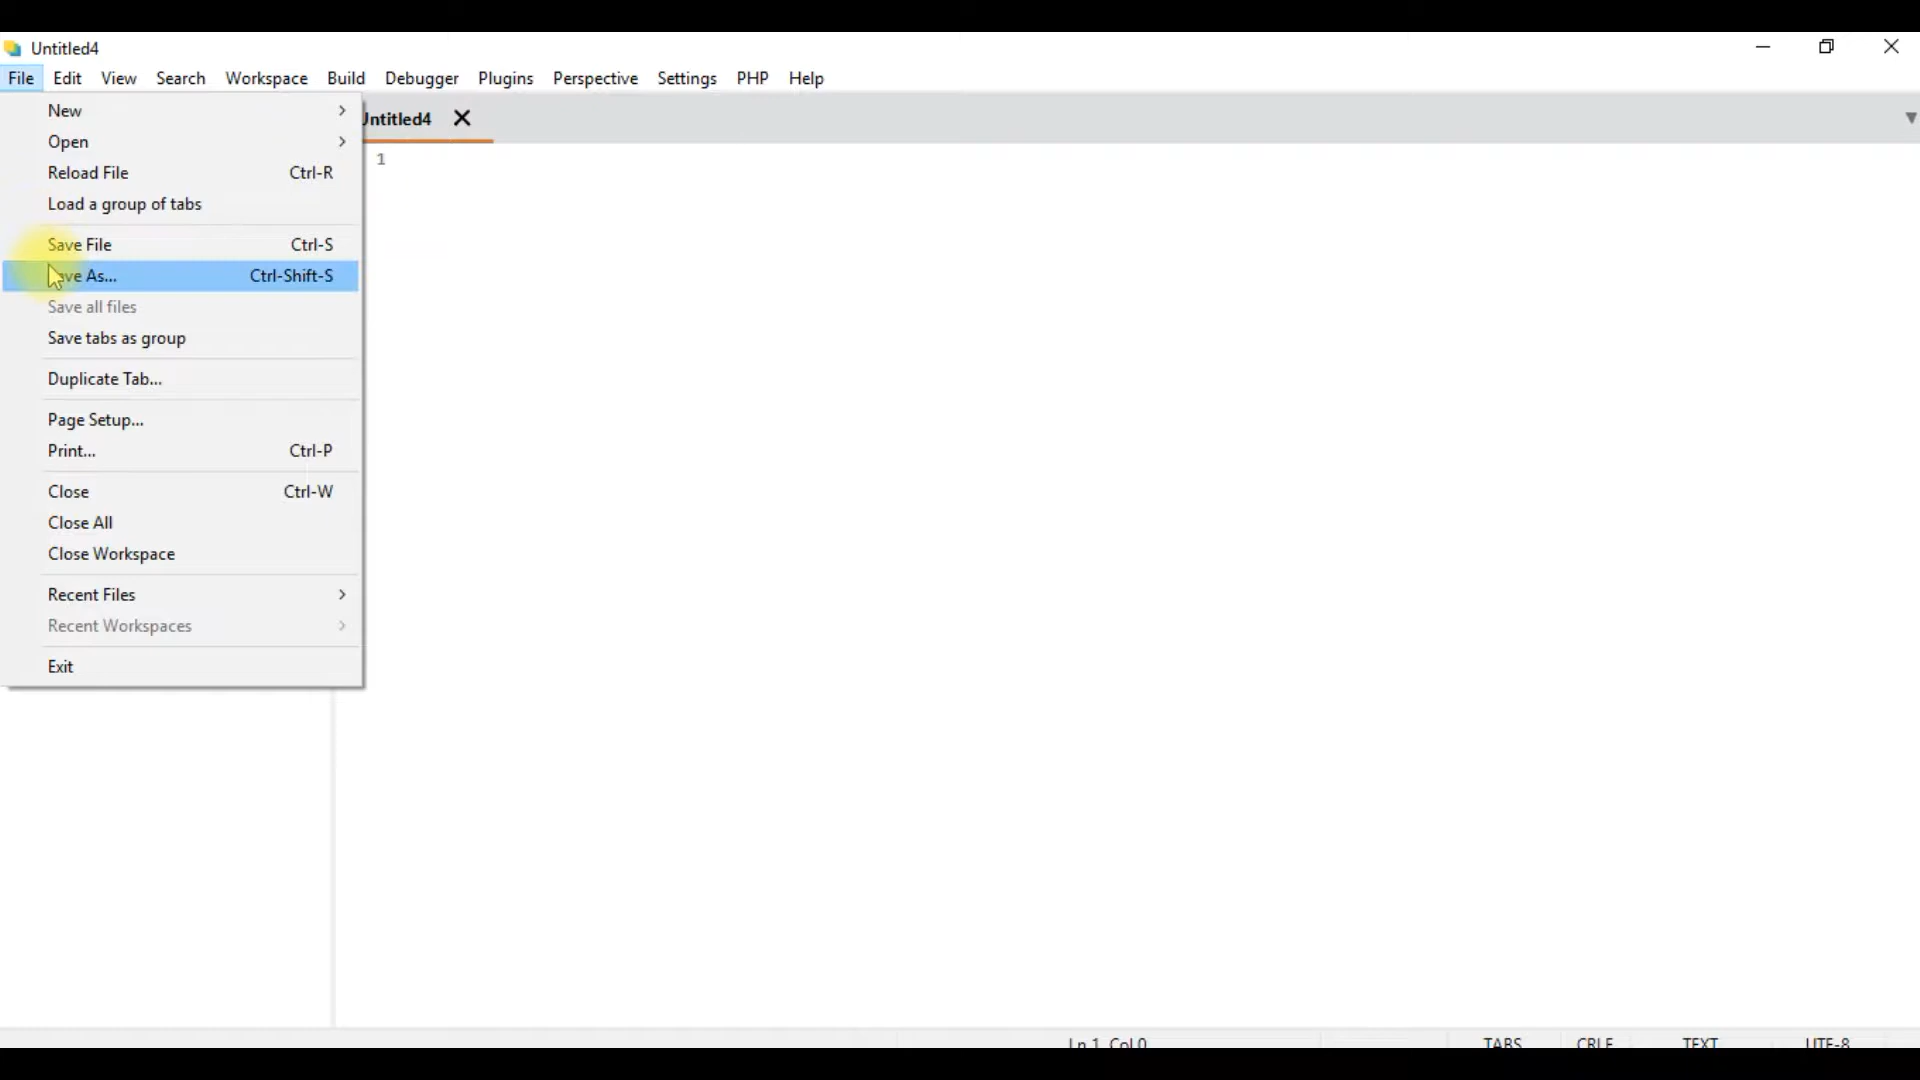 Untitled4
File Edit View Search Workspace Build Debugger Plugins Perspective Settings PHP Help
New
Open
Reload File Ctrl-R
Load a group of tabs
Save File Ctrl-S
Save As... Ctrl-Shift-S
Save all files
Save tabs as group
Duplicate Tab...
Page Setup...
Print... Ctrl-P
Close Ctrl-W
Close All
Close Workspace
Recent Files
Recent Workspaces
Exit
Untitled4
1
Ln 1, Col 0 TABS CRLF TEXT UTF-8